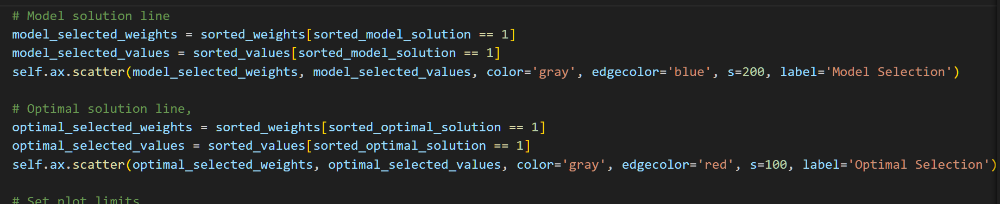 # Model solution line
model_selected_weights = sorted_weights[sorted_model_solution == 1]
model_selected_values = sorted_values[sorted_model_solution == 1]
self.ax.scatter(model_selected_weights, model_selected_values, color='gray', edgecolor='blue', s=200, label='Model Selection')
# Optimal solution line,
optimal_selected_weights = sorted_weights[sorted_optimal_solution == 1]
optimal_selected_values = sorted_values[sorted_optimal_solution == 1]
self.ax.scatter(optimal_selected_weights, optimal_selected_values, color='gray', edgecolor='red', s=100, label='Optimal Selection')
# Set plot limits